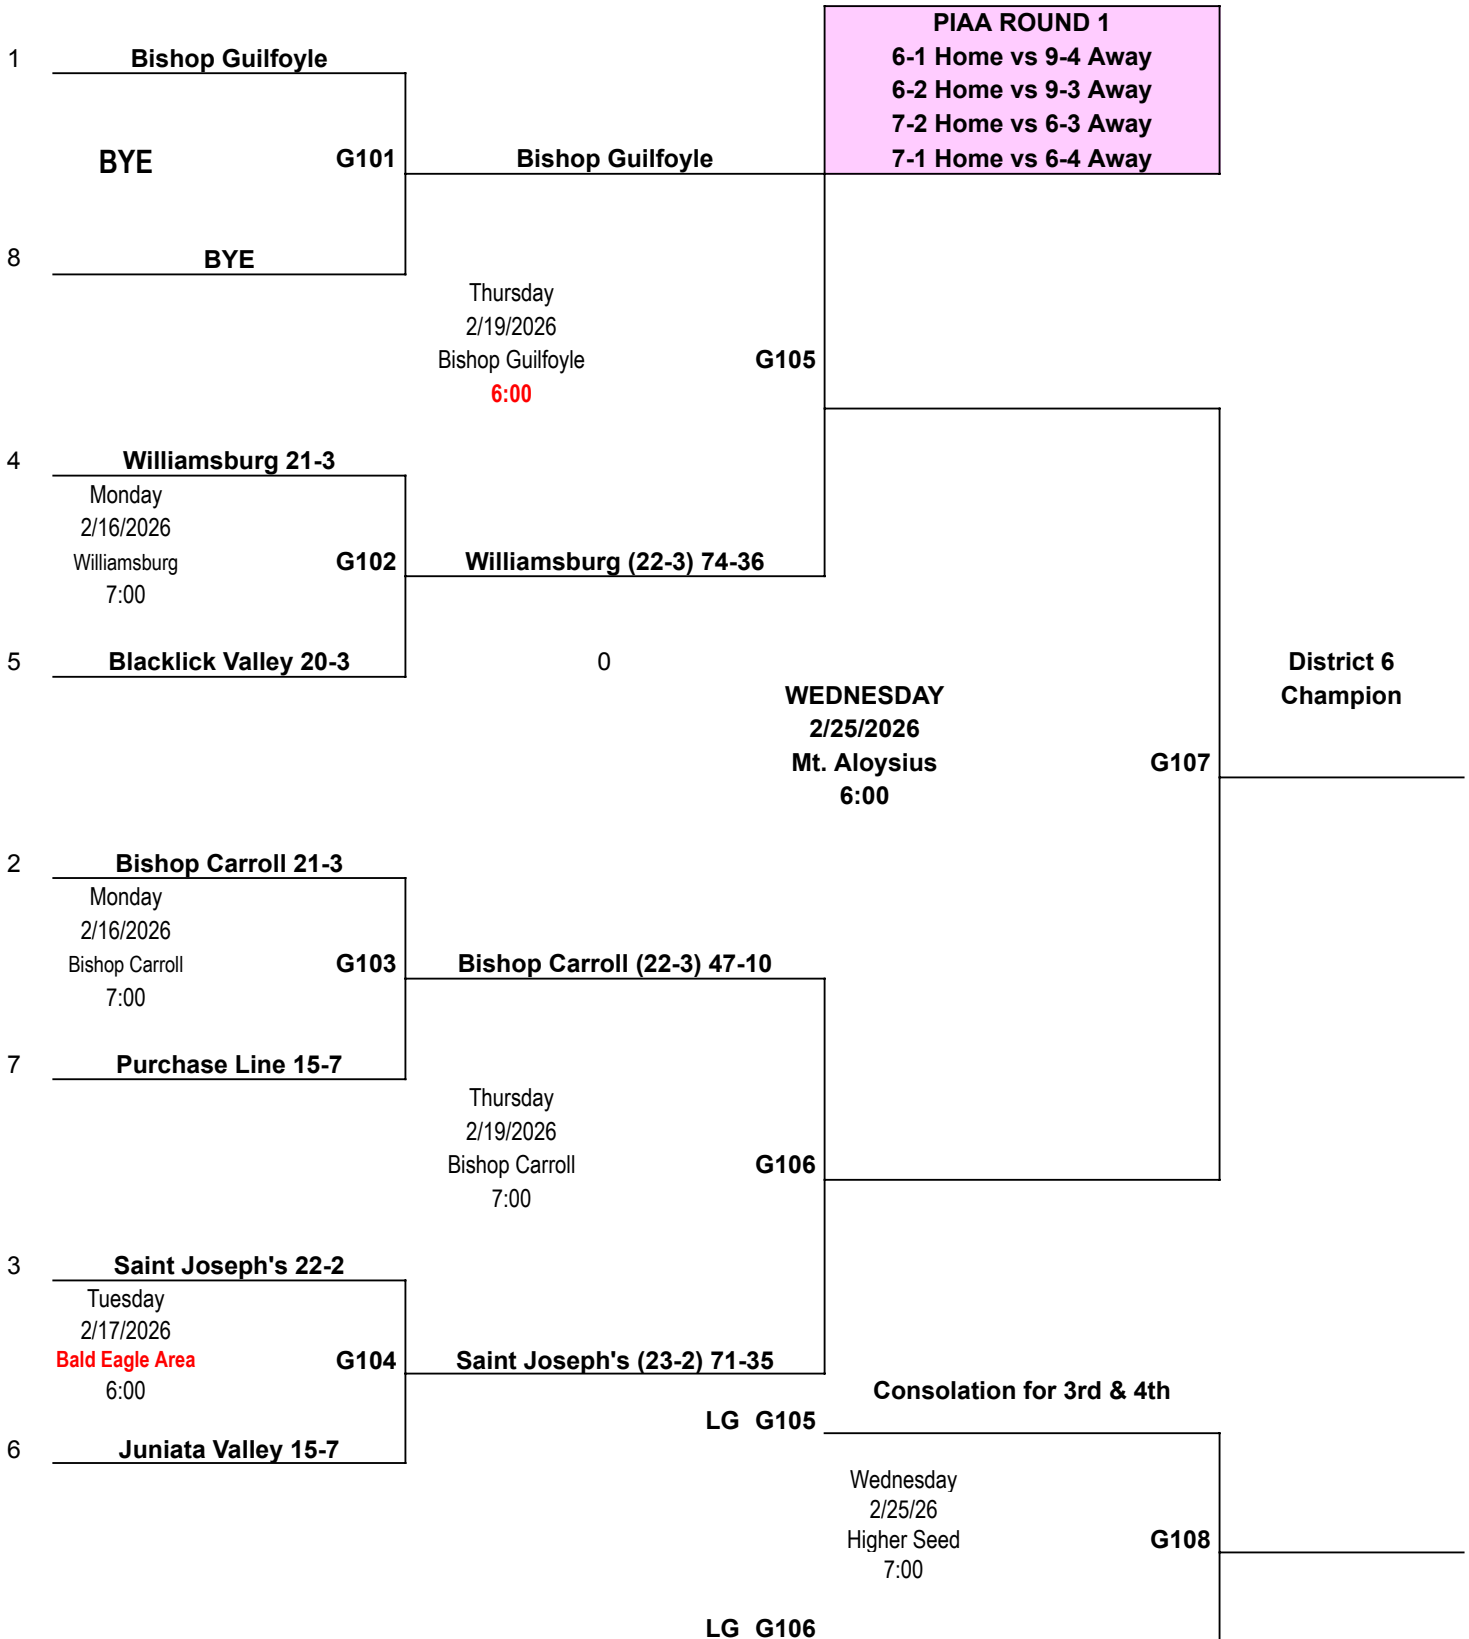 PIAA ROUND 1
6-1 Home vs 9-4 Away
6-2 Home vs 9-3 Away
7-2 Home vs 6-3 Away
7-1 Home vs 6-4 Away
1 Bishop Guilfoyle
BYE G101 Bishop Guilfoyle
8 BYE
Thursday
2/19/2026
Bishop Guilfoyle G105
6:00
4 Williamsburg 21-3
Monday
2/16/2026
Williamsburg G102 Williamsburg (22-3) 74-36
7:00
5 Blacklick Valley 20-3 0
District 6
Champion
WEDNESDAY
2/25/2026
Mt. Aloysius G107
6:00
2 Bishop Carroll 21-3
Monday
2/16/2026
Bishop Carroll G103 Bishop Carroll (22-3) 47-10
7:00
7 Purchase Line 15-7
Thursday
2/19/2026
Bishop Carroll G106
7:00
3 Saint Joseph's 22-2
Tuesday
2/17/2026
Bald Eagle Area G104 Saint Joseph's (23-2) 71-35
6:00
Consolation for 3rd & 4th
LG G105
6 Juniata Valley 15-7
Wednesday
2/25/26
Higher Seed G108
7:00
LG G106